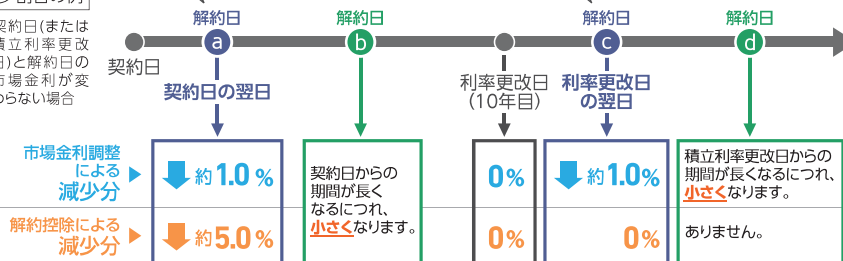 の例
契約日(または
積立利率更改
日)と解約日の
市場金利が変
わらない場合
解約日
解約日
解約日
解約日
a
b
c
d
契約日
契約日の翌日
利率更改日
(10年目)
利率更改日
の翌日
市場金利調整
による
減少分
約1.0%
契約日からの
期間が長く
なるにつれ、
小さくなります。
0%
約1.0%
積立利率更改日からの
期間が長くなるにつれ、
小さくなります。
解約控除による
減少分
約5.0%
0%
0%
ありません。